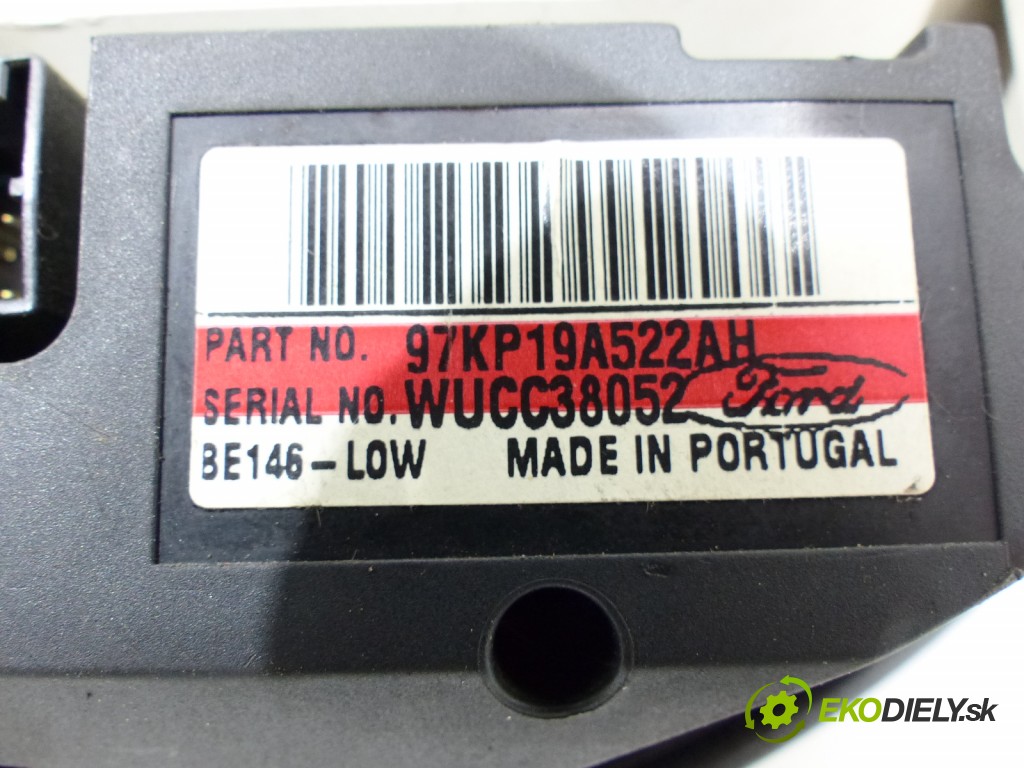 PART NO. 97KP19A522AH
SERIAL NO. WUCC38052 Ford
BE146-LOW MADE IN PORTUGAL
EKODIELY.sk